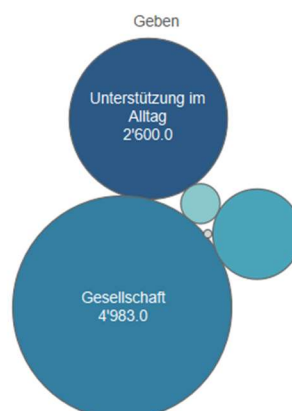 Geben
Unterstützung im
Alltag
2'600.0
Gesellschaft
4'983.0